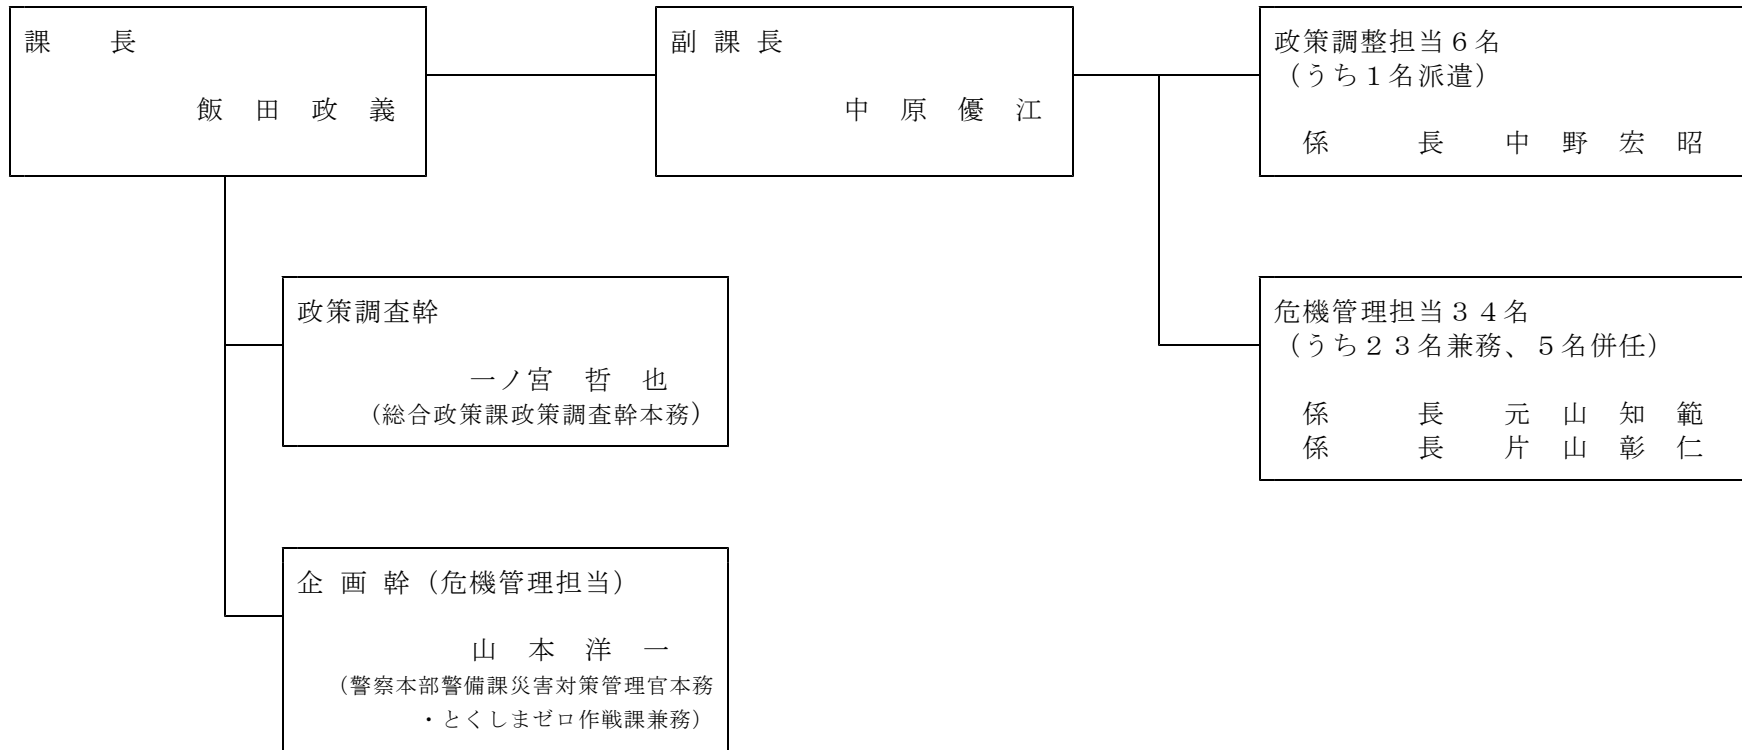 課　　長
飯　田　政　義
副 課 長
中　原　優　江
政策調整担当６名
（うち１名派遣）
係　　　長　中　野　宏　昭
政策調査幹
一ノ宮　哲　也
（総合政策課政策調査幹本務）
危機管理担当３４名
（うち２３名兼務、５名併任）
係　　　長　元　山　知　範
係　　　長　片　山　彰　仁
企 画 幹（危機管理担当）
山　本　洋　一
（警察本部警備課災害対策管理官本務
・とくしまゼロ作戦課兼務）